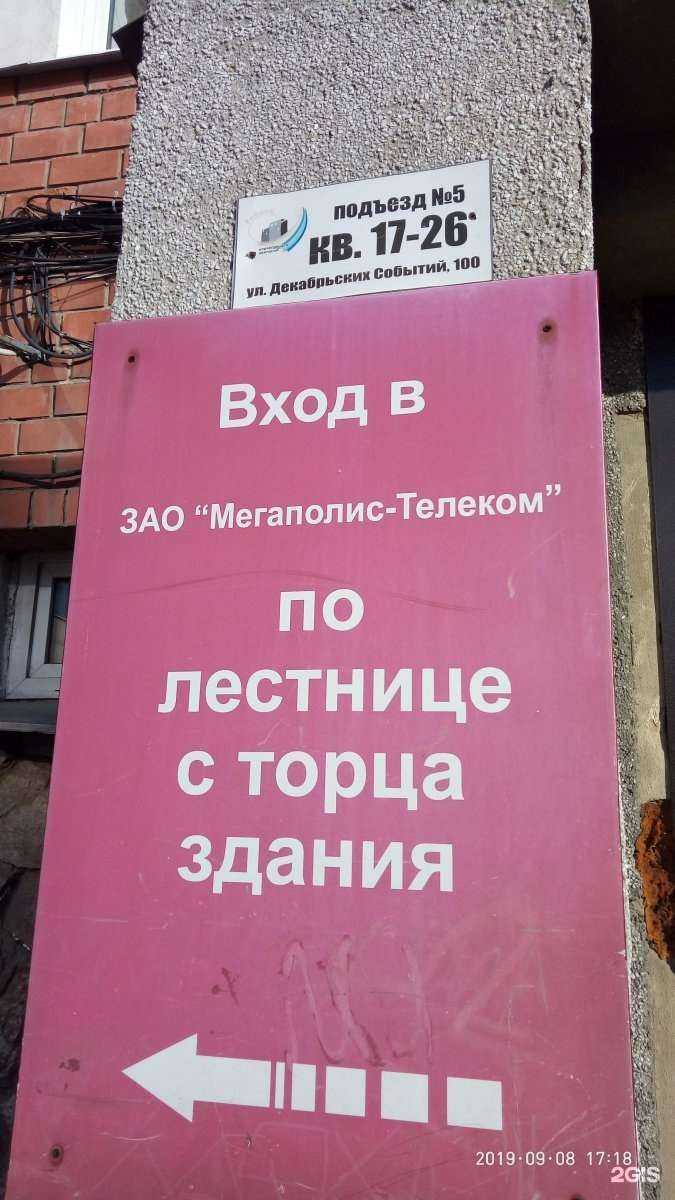 подъезд №5
кв. 17-26
ул. Декабрьских Событий, 100
Вход в
ЗАО "Мегаполис-Телеком"
по
лестнице
с торца
здания
2019·09·08 17:18
2GIS